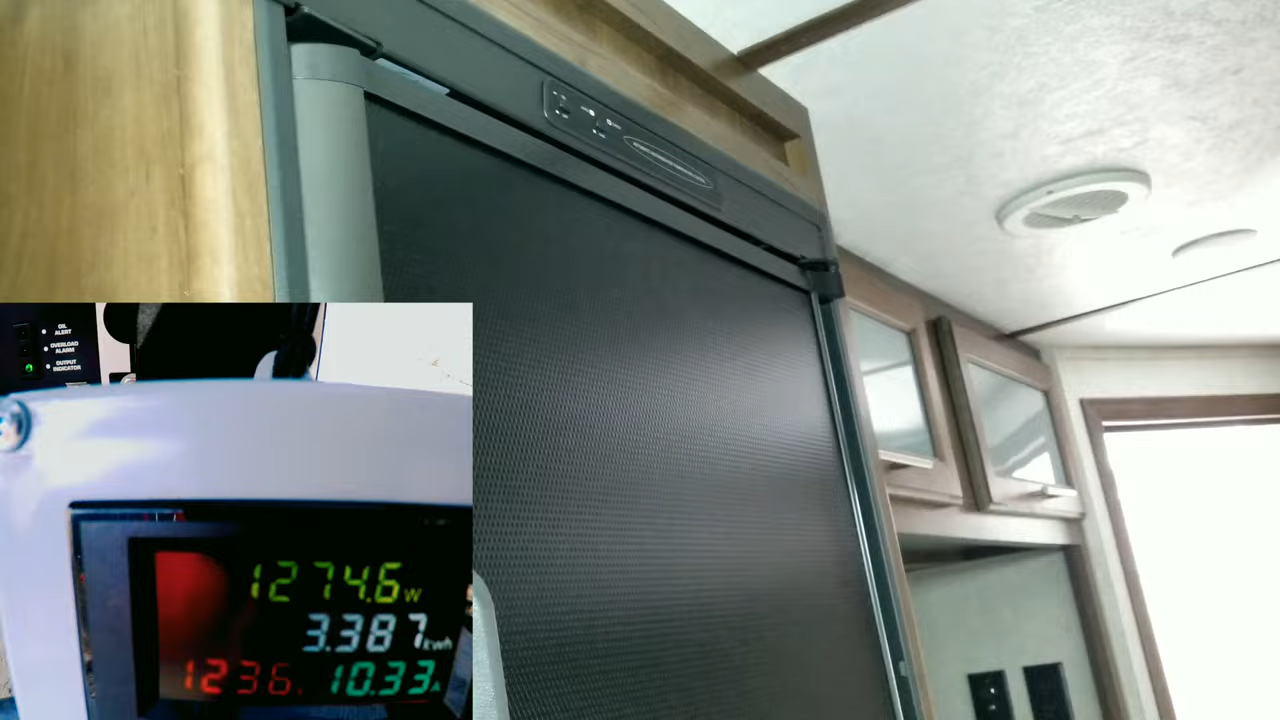 OIL
ALERT
OVERLOAD
ALARM
OUTPUT
INDICATOR
1274.6W
3.387Kwh
1236. 10.33A